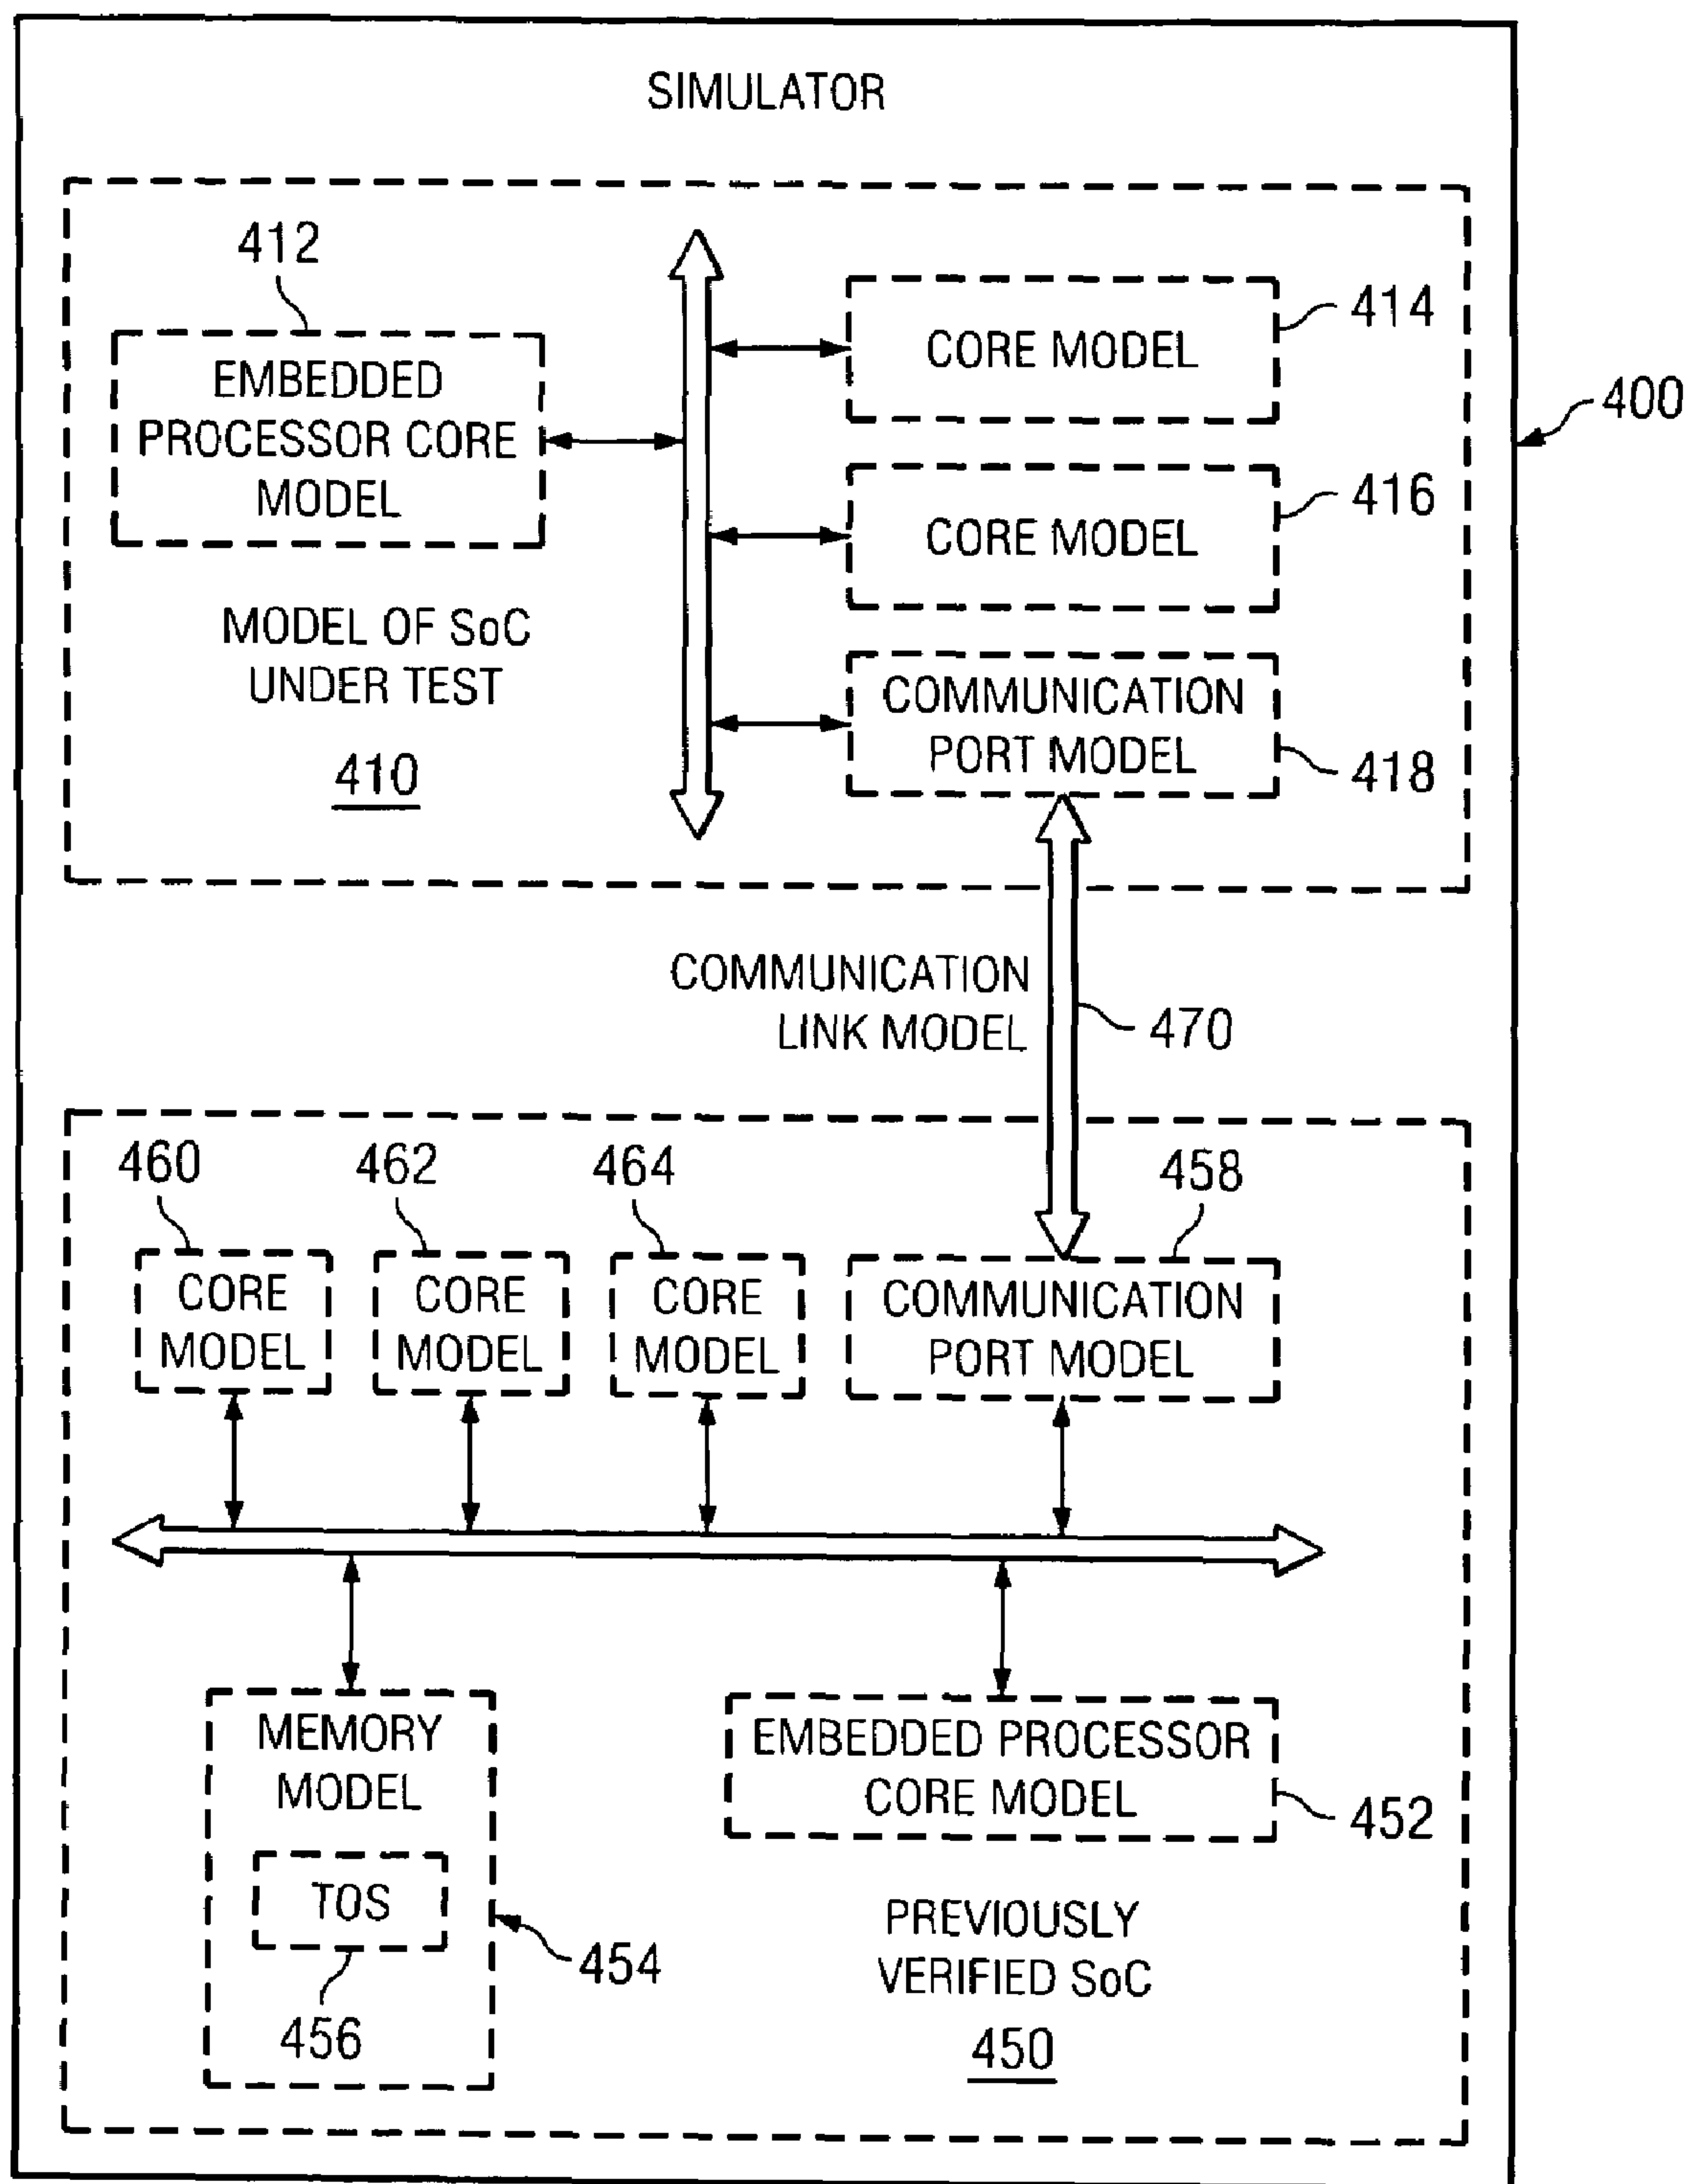 SIMULATOR
412
EMBEDDED
PROCESSOR CORE
MODEL
CORE MODEL
414
400
CORE MODEL
416
MODEL OF SoC
UNDER TEST
410
COMMUNICATION
PORT MODEL
418
COMMUNICATION
LINK MODEL
470
460
462
464
458
CORE
MODEL
CORE
MODEL
CORE
MODEL
COMMUNICATION
PORT MODEL
MEMORY
MODEL
TOS
456
454
EMBEDDED PROCESSOR
CORE MODEL
452
PREVIOUSLY
VERIFIED SoC
450